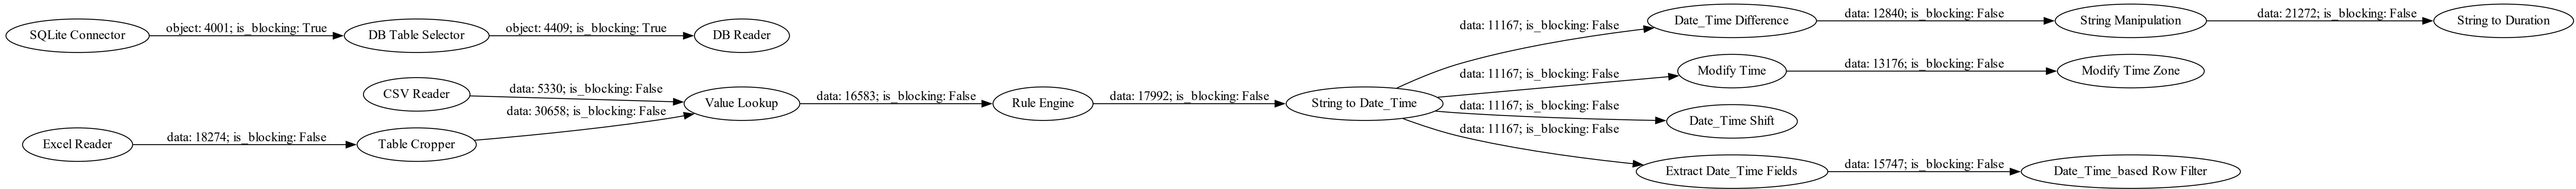 SQLite Connector
object: 4001; is_blocking: True
DB Table Selector
object: 4409; is_blocking: True
DB Reader
CSV Reader
data: 5330; is_blocking: False
Excel Reader
data: 18274; is_blocking: False
Table Cropper
data: 30658; is_blocking: False
Value Lookup
data: 16583; is_blocking: False
Rule Engine
data: 17992; is_blocking: False
String to Date_Time
data: 11167; is_blocking: False
Date_Time Difference
data: 12840; is_blocking: False
String Manipulation
data: 21272; is_blocking: False
String to Duration
data: 11167; is_blocking: False
Modify Time
data: 13176; is_blocking: False
Modify Time Zone
data: 11167; is_blocking: False
Date_Time Shift
data: 11167; is_blocking: False
Extract Date_Time Fields
data: 15747; is_blocking: False
Date_Time_based Row Filter